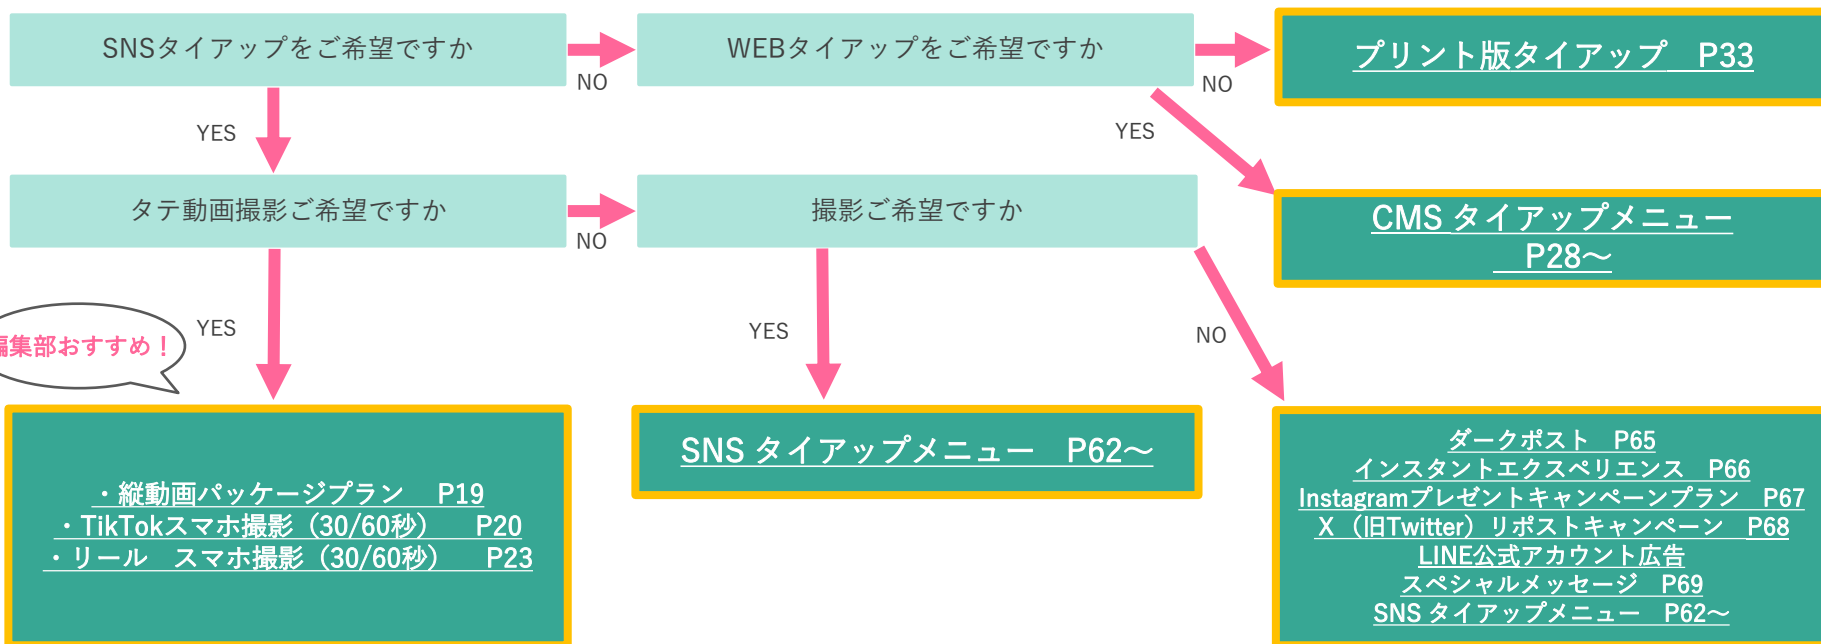 SNSタイアップをご希望ですか
NO
WEBタイアップをご希望ですか
NO
プリント版タイアップ　P33
YES
YES
タテ動画撮影ご希望ですか
NO
撮影ご希望ですか
CMS タイアップメニュー
P28〜
編集部おすすめ！
YES
YES
NO
・縦動画パッケージプラン　P19
・TikTokスマホ撮影（30/60秒）　P20
・リール　スマホ撮影（30/60秒）　P23
SNS タイアップメニュー　P62〜
ダークポスト　P65
インスタントエクスペリエンス　P66
Instagramプレゼントキャンペーンプラン　P67
X（旧Twitter）リポストキャンペーン　P68
LINE公式アカウント広告
スペシャルメッセージ　P69
SNS タイアップメニュー　P62〜